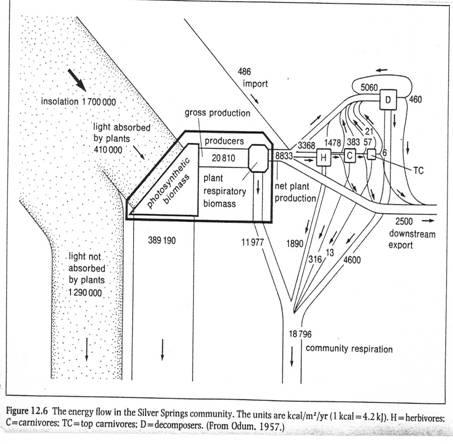 486
import
insolation 1 700 000
gross production
light absorbed
by plants
410 000
producers
20 810
photosynthetic
biomass
plant
respiratory
biomass
8833
net plant
production
3368
H
1478
383
C
57
21
6
TC
5060
D
460
2500
downstream
export
389 190
11 977
1890
316
13
4600
light not
absorbed
by plants
1 290 000
18 796
community respiration
Figure 12.6 The energy flow in the Silver Springs community. The units are kcal/m²/yr (1 kcal = 4.2 kJ). H = herbivores;
C = carnivores; TC = top carnivores; D = decomposers. (From Odum, 1957.)